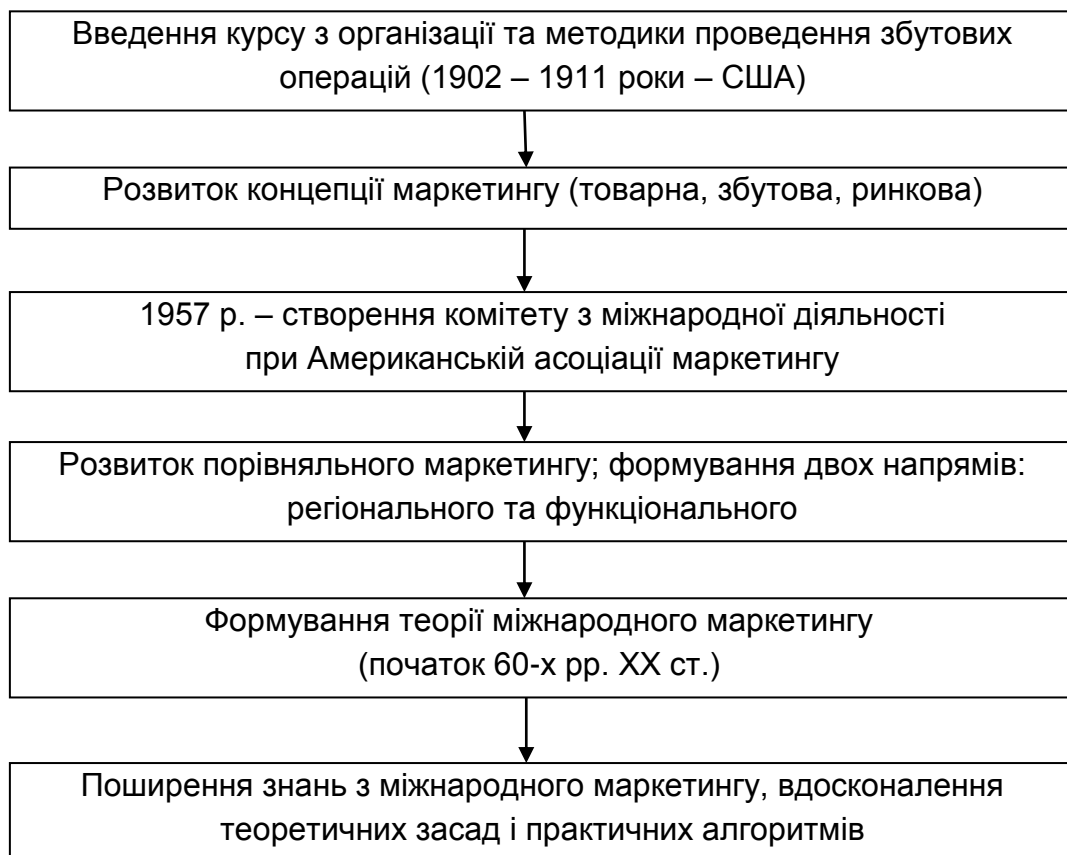 Введення курсу з організації та методики проведення збутових
операцій (1902 – 1911 роки – США)
Розвиток концепції маркетингу (товарна, збутова, ринкова)
1957 р. – створення комітету з міжнародної діяльності
при Американській асоціації маркетингу
Розвиток порівняльного маркетингу; формування двох напрямів:
регіонального та функціонального
Формування теорії міжнародного маркетингу
(початок 60-х рр. XX ст.)
Поширення знань з міжнародного маркетингу, вдосконалення
теоретичних засад і практичних алгоритмів